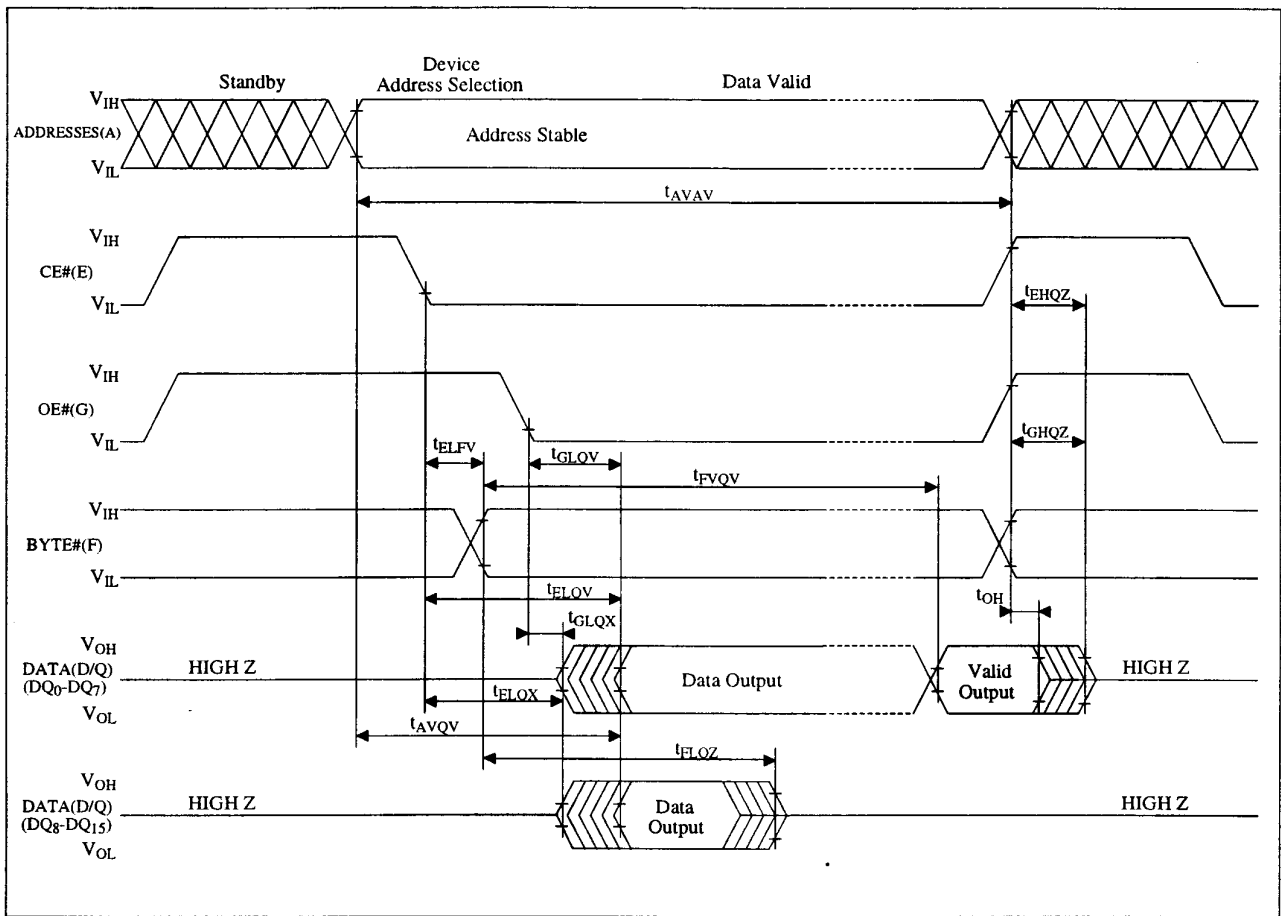 Standby
Device
Address Selection
Data Valid
VIH
ADDRESSES(A)
VIL
Address Stable
tAVAV
VIH
CE#(E)
VIL
tEHQZ
VIH
OE#(G)
VIL
tGHQZ
tELFV
tGLQV
tFVQV
VIH
BYTE#(F)
VIL
tELQV
tGLQX
tOH
VOH
DATA(D/Q)
(DQ0-DQ7)
VOL
HIGH Z
Data Output
Valid
Output
HIGH Z
tELQX
tAVQV
tFLQZ
VOH
DATA(D/Q)
(DQ8-DQ15)
VOL
HIGH Z
Data
Output
HIGH Z